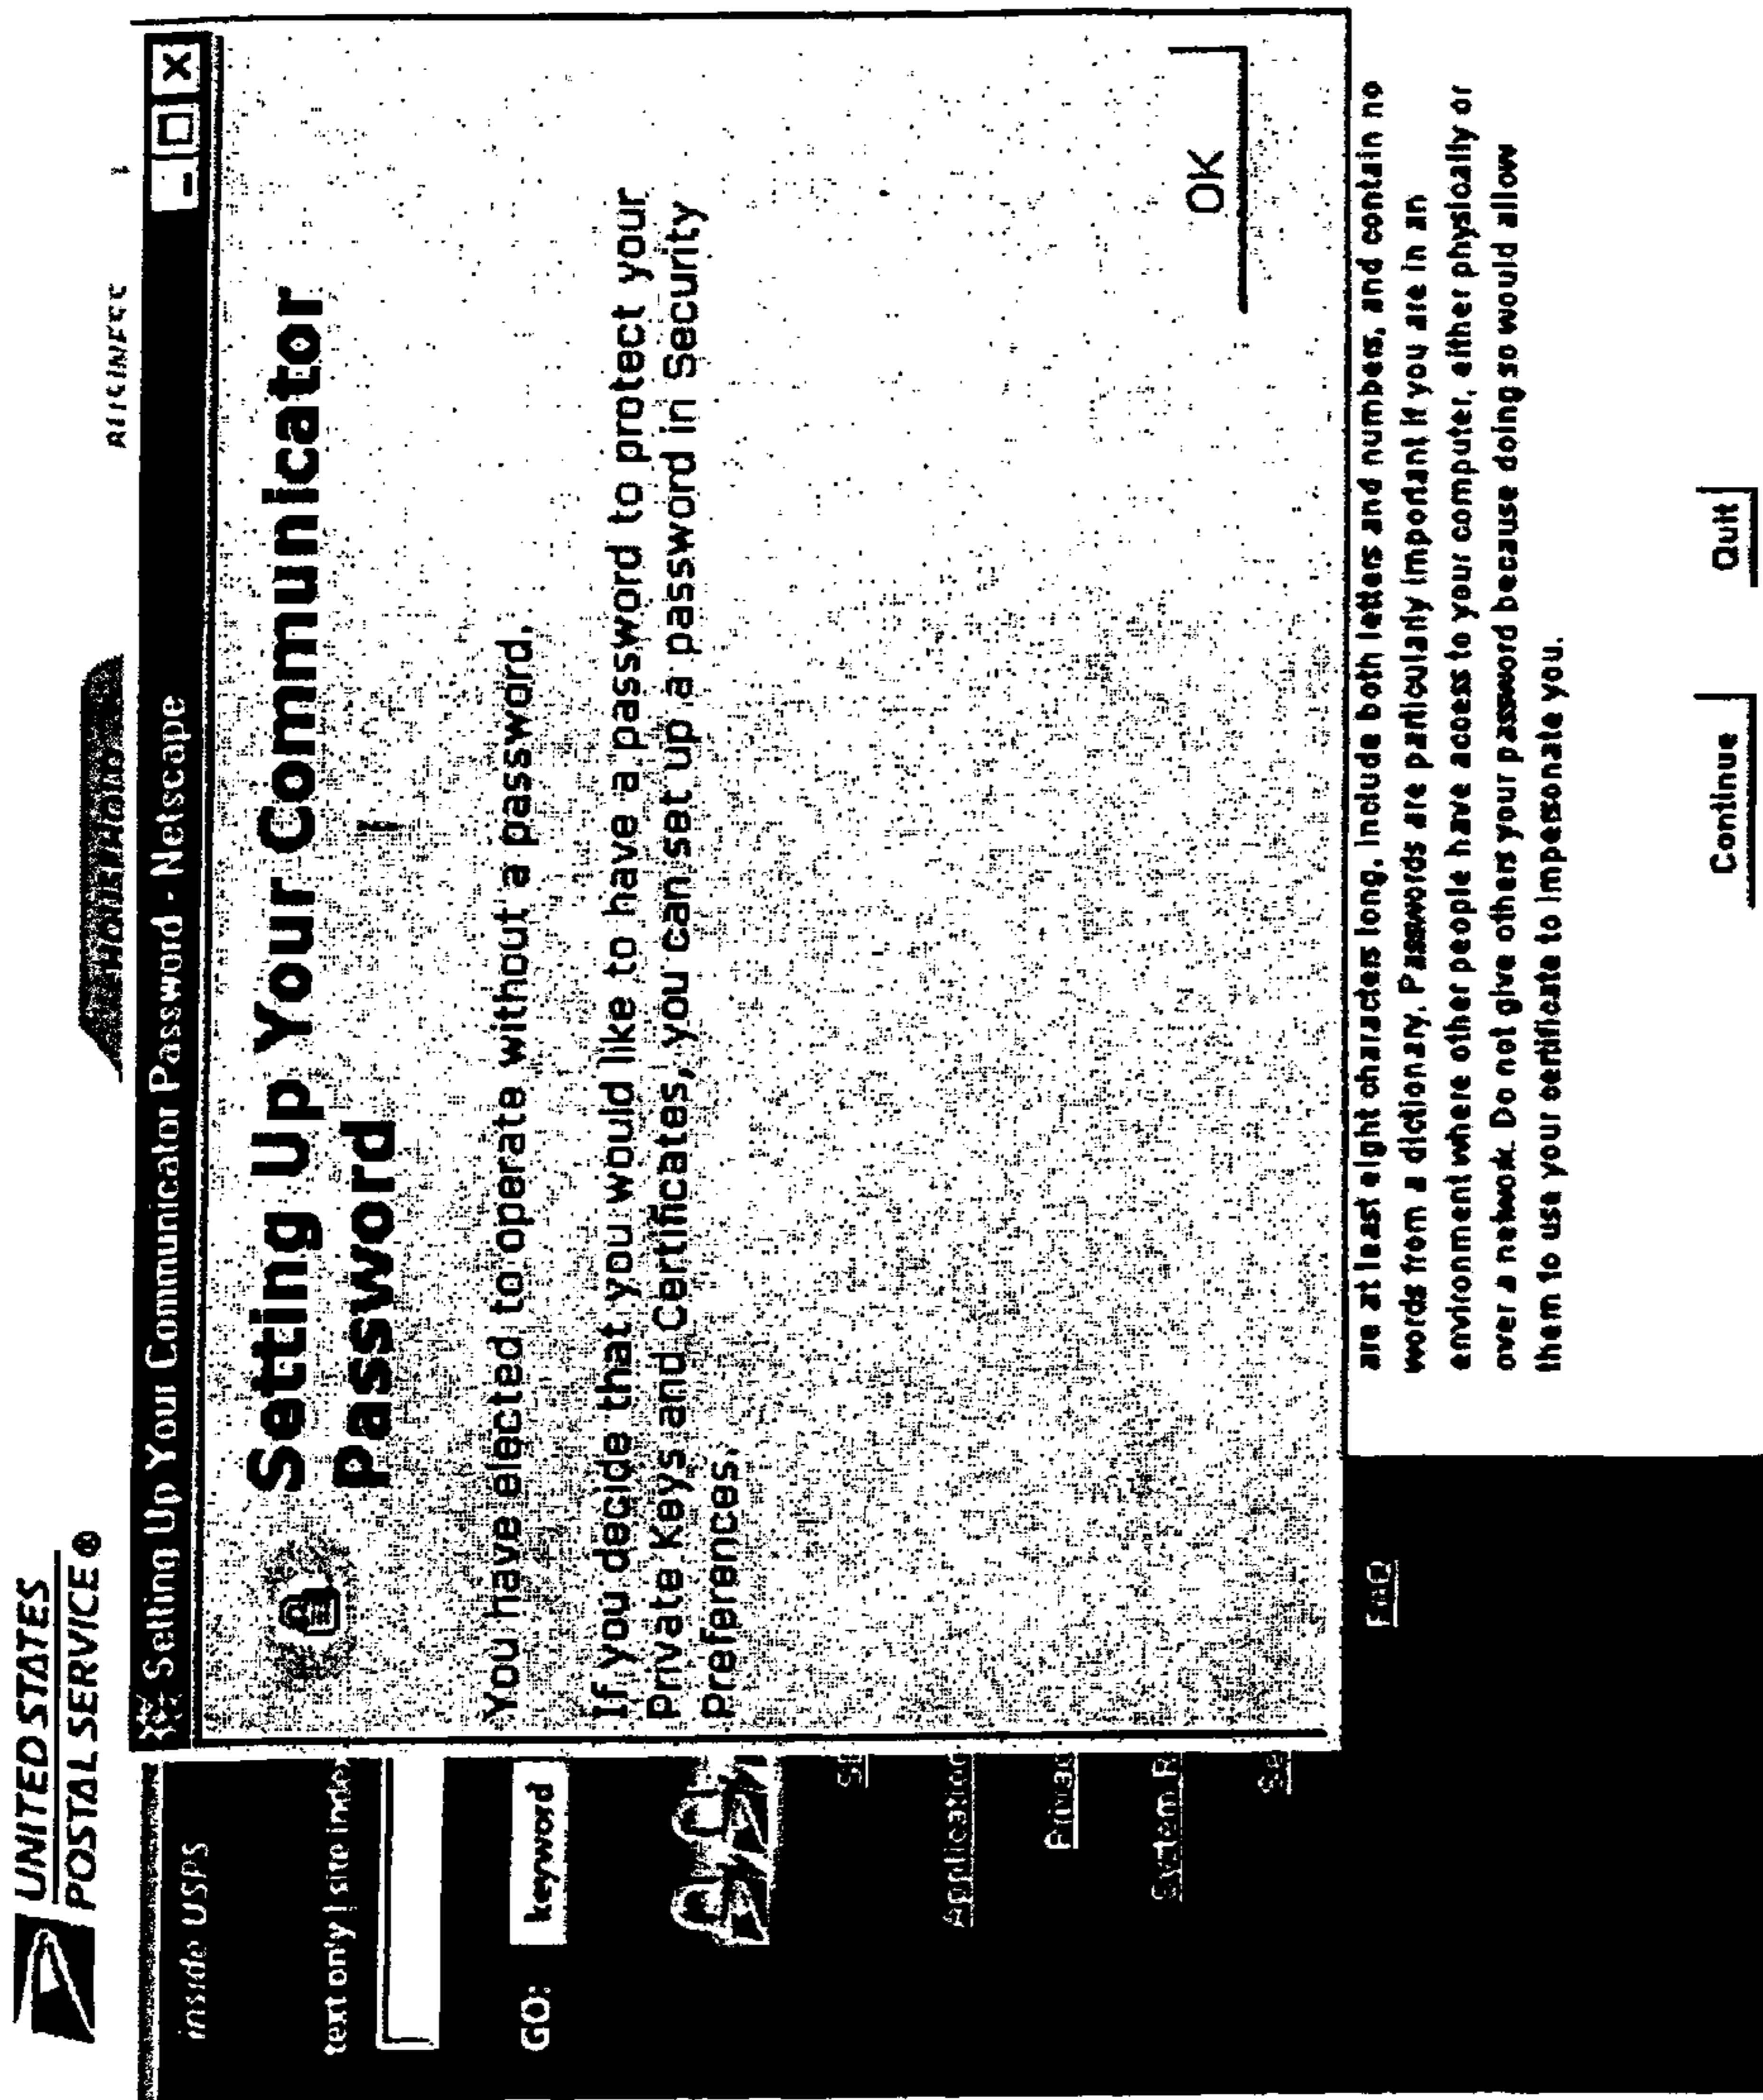 UNITED STATES
POSTAL SERVICE ®
inside USPS
text only | site index
GO: keyword
Application
Privac
System R
Se
FAQ
Setting Up Your Communicator Password - Netscape
Setting Up Your Communicator
Password
You have elected to operate without a password.
If you decide that you would like to have a password to protect your
Private Keys and Certificates, you can set up a password in Security
Preferences.
OK
are at least eight characters long, include both letters and numbers, and contain no
words from a dictionary. Passwords are particularly important if you are in an
environment where other people have access to your computer, either physically or
over a network. Do not give others your password because doing so would allow
them to use your certificate to impersonate you.
Continue
Quit